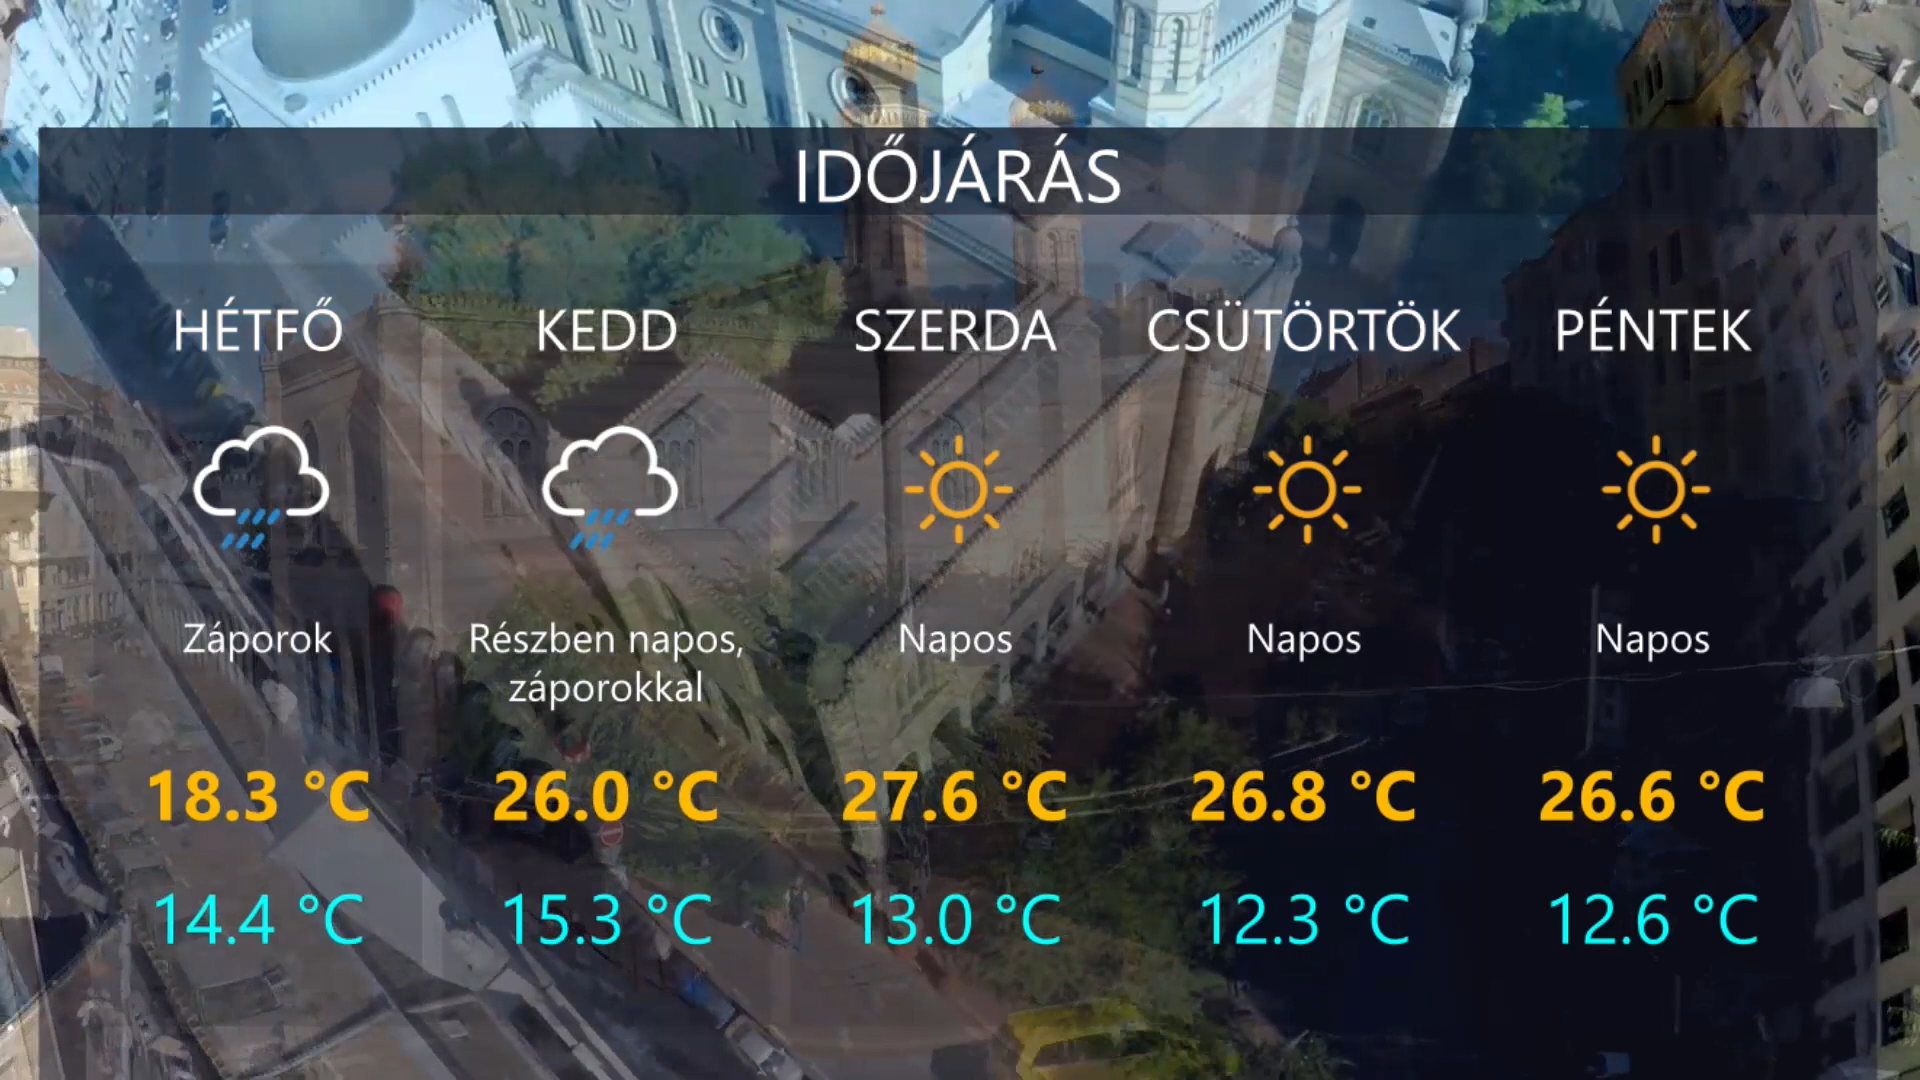 IDŐJÁRÁS
HÉTFŐ
KEDD
SZERDA
CSÜTÖRTÖK
PÉNTEK
Záporok
Részben napos,
záporokkal
Napos
Napos
Napos
18.3 °C
26.0 °C
27.6 °C
26.8 °C
26.6 °C
14.4 °C
15.3 °C
13.0 °C
12.3 °C
12.6 °C